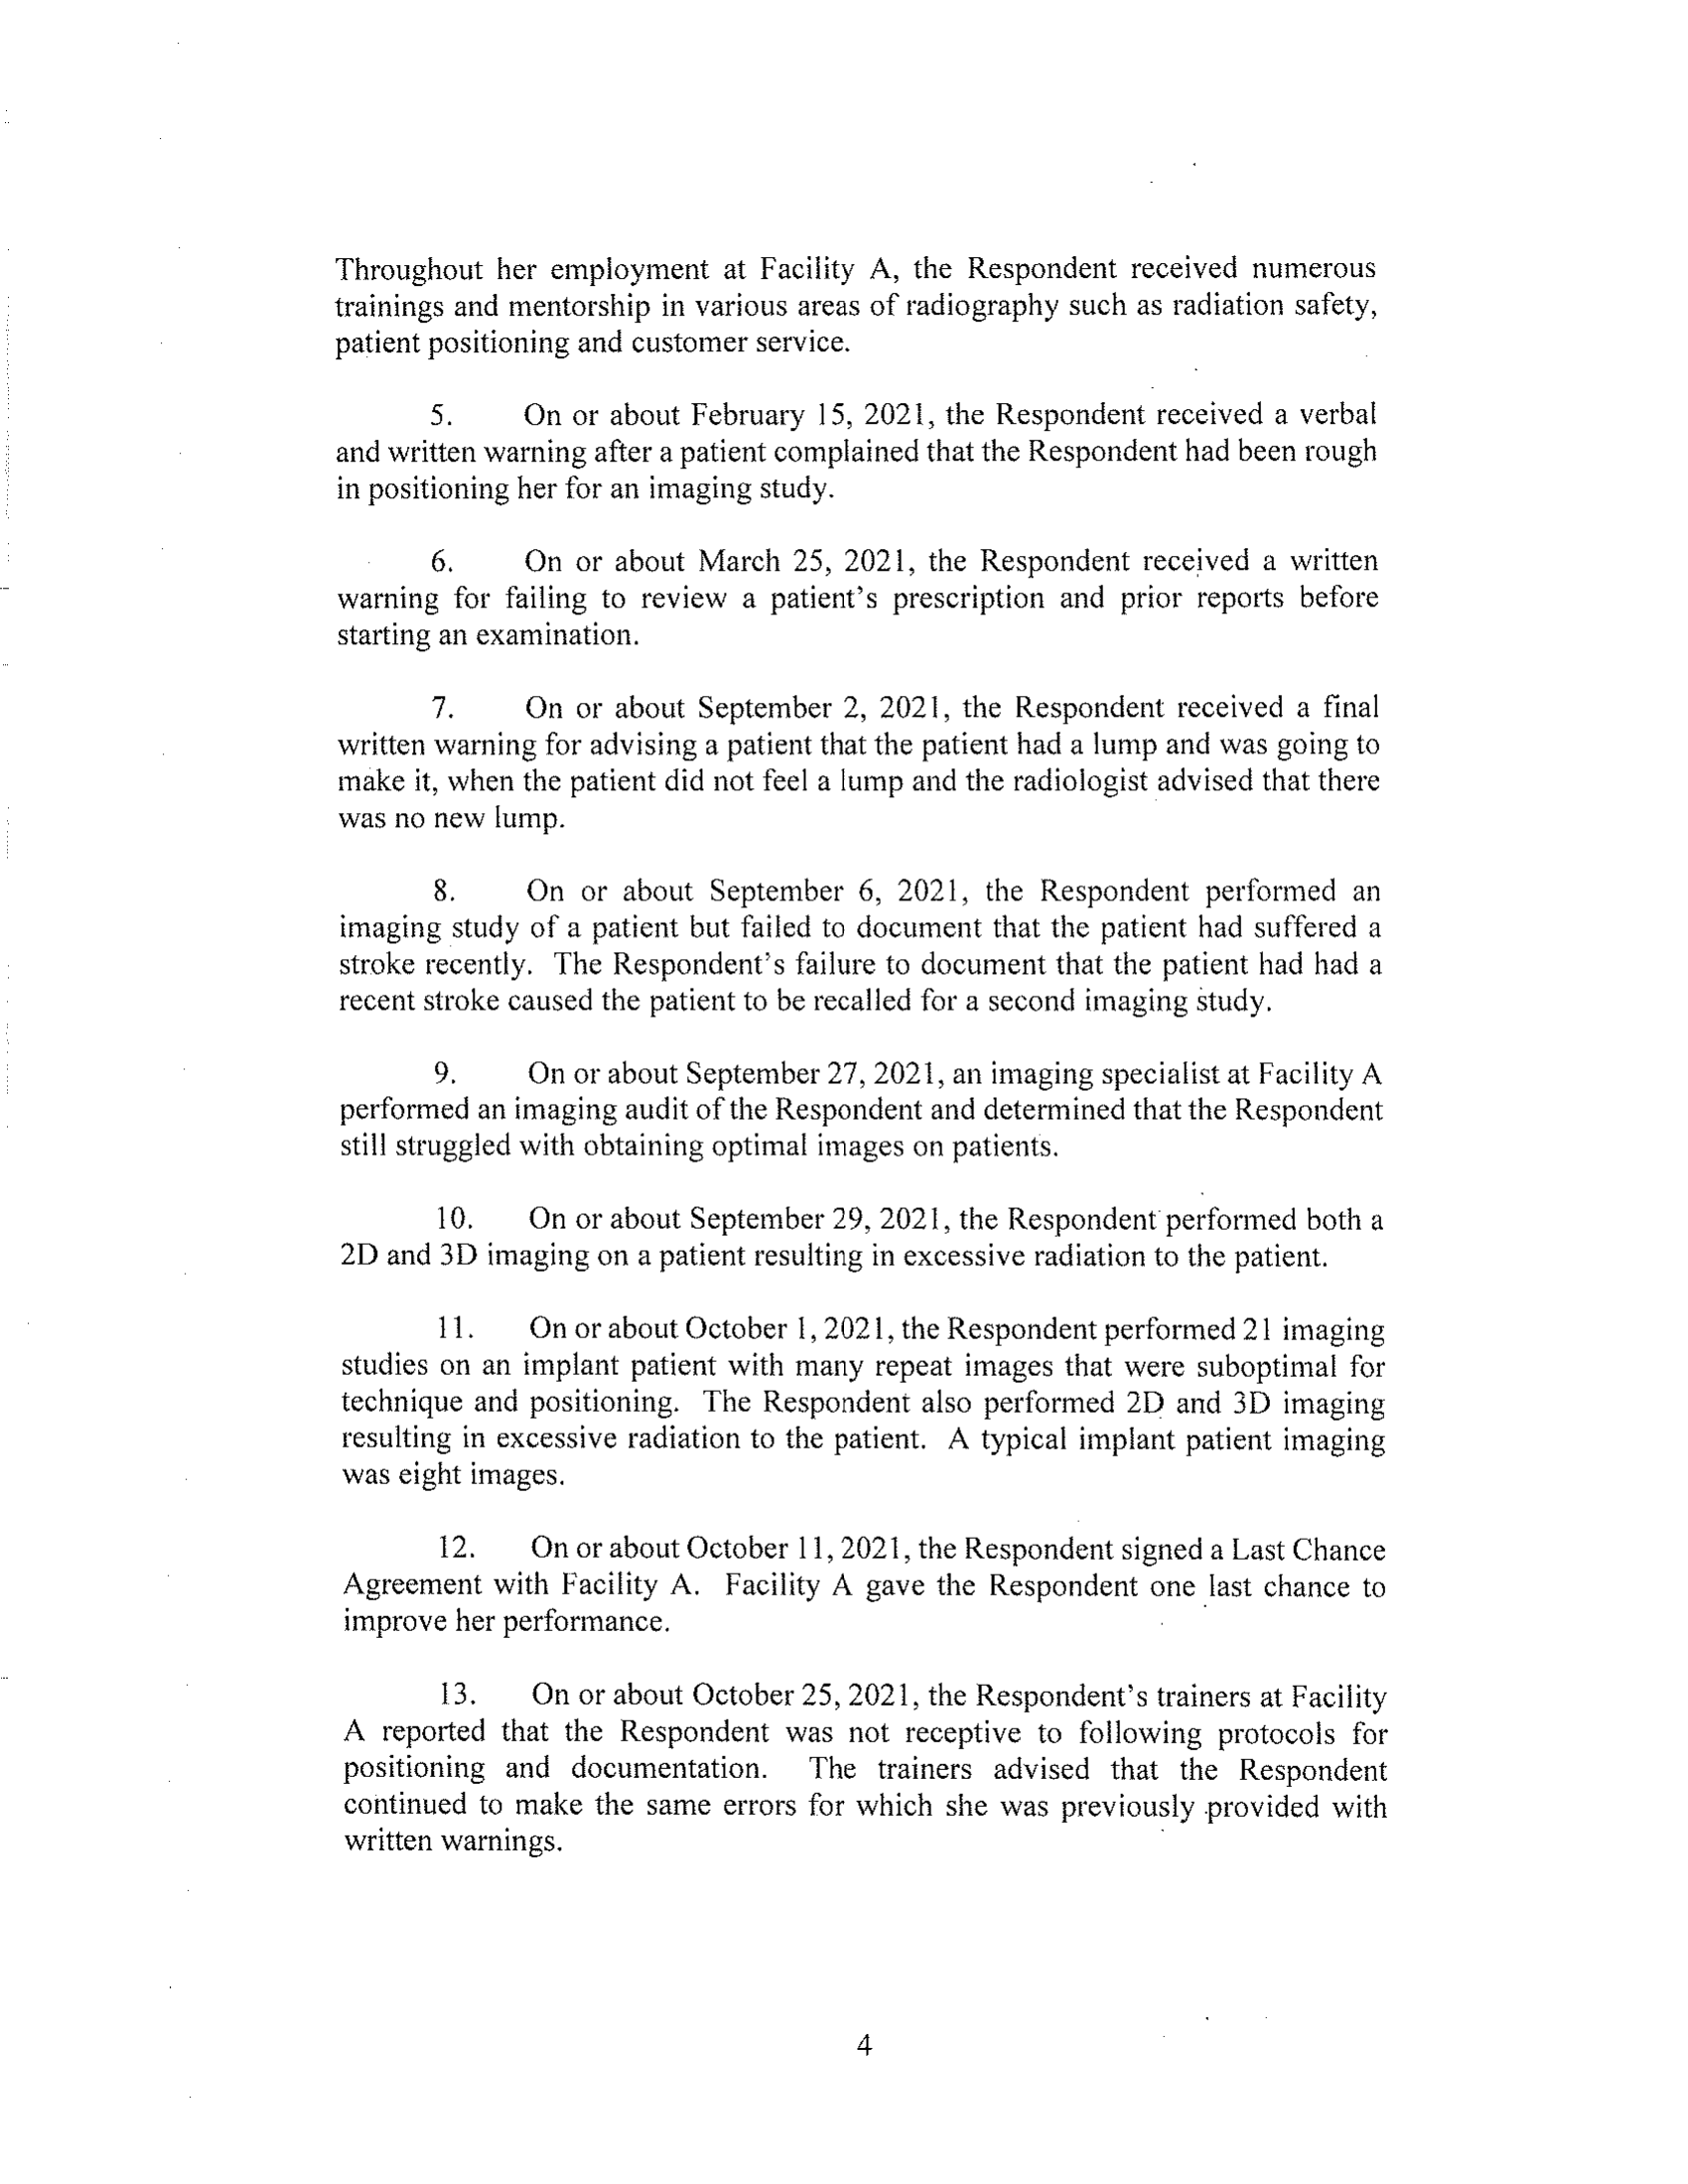 Throughout her employment at Facility A, the Respondent received numerous
trainings and mentorship in various areas of radiography such as radiation safety,
patient positioning and customer service.
5. On or about February 15, 2021, the Respondent received a verbal
and written warning after a patient complained that the Respondent had been rough
in positioning her for an imaging study.
6. On or about March 25, 2021, the Respondent received a written
warning for failing to review a patient's prescription and prior reports before
starting an examination.
7. On or about September 2, 2021, the Respondent received a final
written warning for advising a patient that the patient had a lump and was going to
make it, when the patient did not feel a lump and the radiologist advised that there
was no new lump.
8. On or about September 6, 2021, the Respondent performed an
imaging study of a patient but failed to document that the patient had suffered a
stroke recently. The Respondent's failure to document that the patient had had a
recent stroke caused the patient to be recalled for a second imaging study.
9. On or about September 27, 2021, an imaging specialist at Facility A
performed an imaging audit of the Respondent and determined that the Respondent
still struggled with obtaining optimal images on patients.
10. On or about September 29, 2021, the Respondent performed both a
2D and 3D imaging on a patient resulting in excessive radiation to the patient.
11. On or about October 1, 2021, the Respondent performed 21 imaging
studies on an implant patient with many repeat images that were suboptimal for
technique and positioning. The Respondent also performed 2D and 3D imaging
resulting in excessive radiation to the patient. A typical implant patient imaging
was eight images.
12. On or about October 11, 2021, the Respondent signed a Last Chance
Agreement with Facility A. Facility A gave the Respondent one last chance to
improve her performance.
13. On or about October 25, 2021, the Respondent's trainers at Facility
A reported that the Respondent was not receptive to following protocols for
positioning and documentation. The trainers advised that the Respondent
continued to make the same errors for which she was previously provided with
written warnings.
4